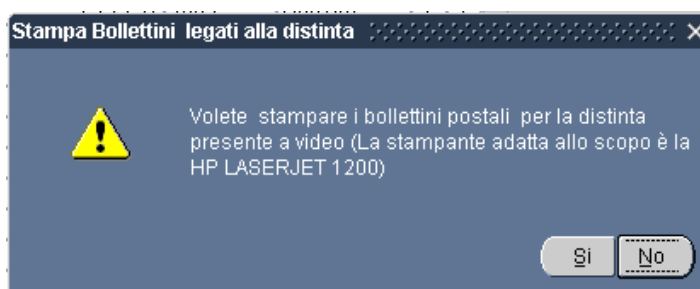 Stampa Bollettini legati alla distinta
Volete stampare i bollettini postali per la distinta
presente a video (La stampante adatta allo scopo è la
HP LASERJET 1200)
Si No